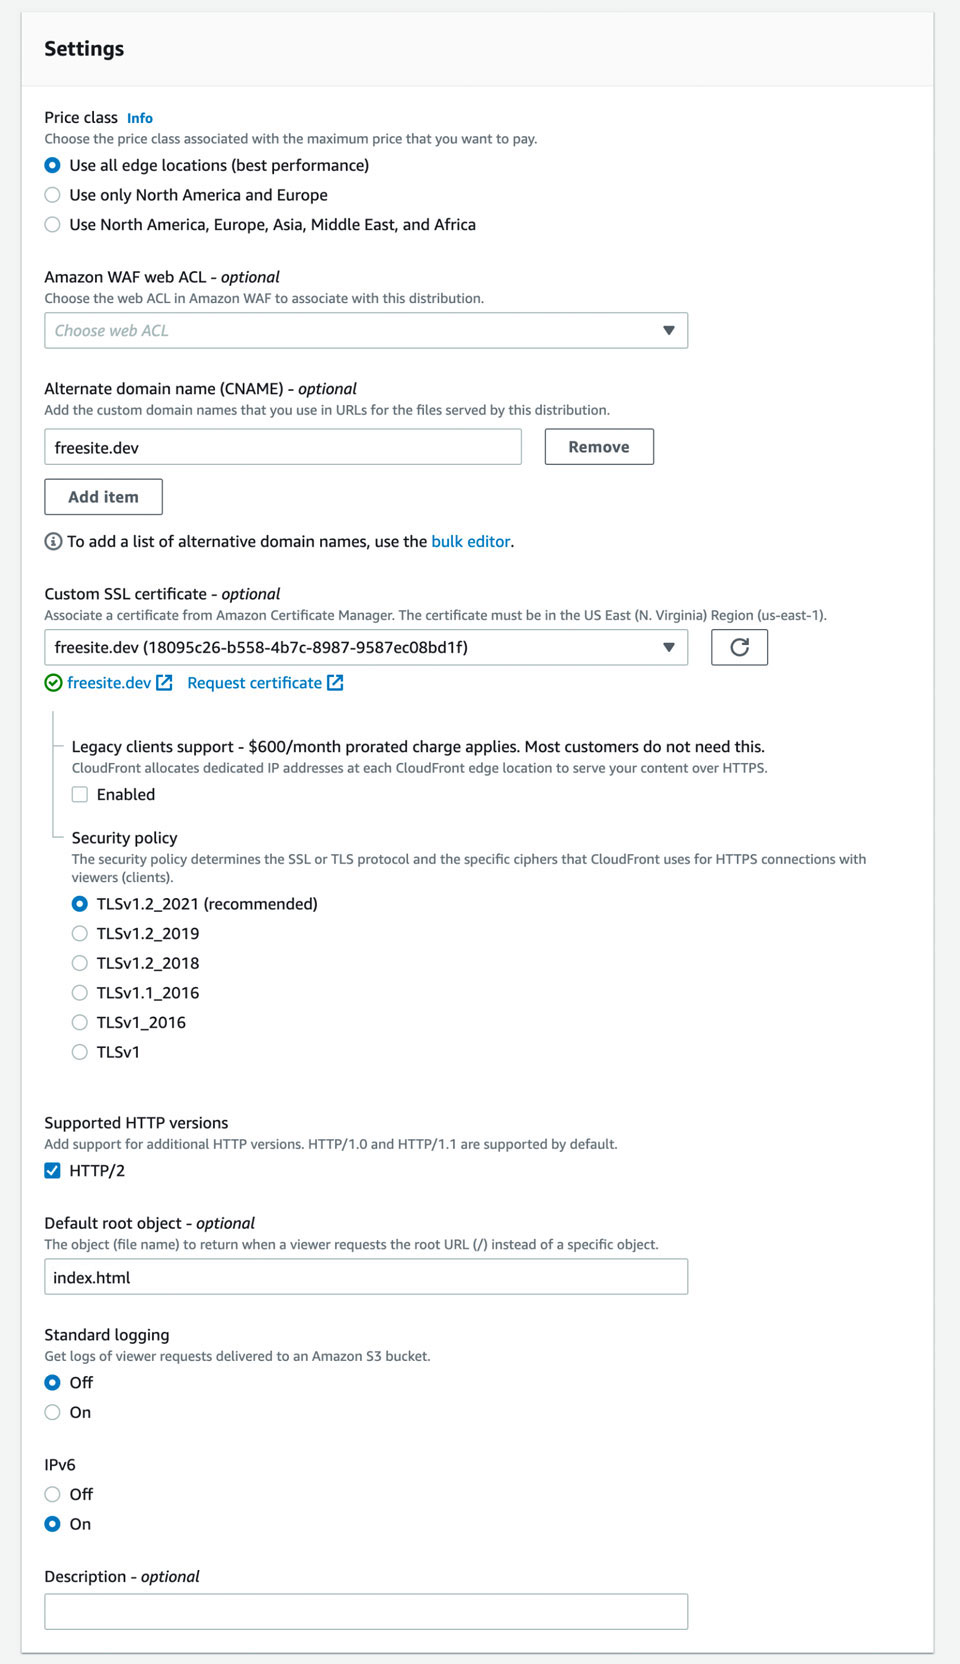 Settings
Price class Info
Choose the price class associated with the maximum price that you want to pay.
Use all edge locations (best performance)
Use only North America and Europe
Use North America, Europe, Asia, Middle East, and Africa
Amazon WAF web ACL - optional
Choose the web ACL in Amazon WAF to associate with this distribution.
Choose web ACL
Alternate domain name (CNAME) - optional
Add the custom domain names that you use in URLs for the files served by this distribution.
freesite.dev Remove
Add item
To add a list of alternative domain names, use the bulk editor.
Custom SSL certificate - optional
Associate a certificate from Amazon Certificate Manager. The certificate must be in the US East (N. Virginia) Region (us-east-1).
freesite.dev (18095c26-b558-4b7c-8987-9587ec08bd1f)
freesite.dev Request certificate
Legacy clients support - $600/month prorated charge applies. Most customers do not need this.
CloudFront allocates dedicated IP addresses at each CloudFront edge location to serve your content over HTTPS.
Enabled
Security policy
The security policy determines the SSL or TLS protocol and the specific ciphers that CloudFront uses for HTTPS connections with
viewers (clients).
TLSv1.2_2021 (recommended)
TLSv1.2_2019
TLSv1.2_2018
TLSv1.1_2016
TLSv1_2016
TLSv1
Supported HTTP versions
Add support for additional HTTP versions. HTTP/1.0 and HTTP/1.1 are supported by default.
HTTP/2
Default root object - optional
The object (file name) to return when a viewer requests the root URL (/) instead of a specific object.
index.html
Standard logging
Get logs of viewer requests delivered to an Amazon S3 bucket.
Off
On
IPv6
Off
On
Description - optional